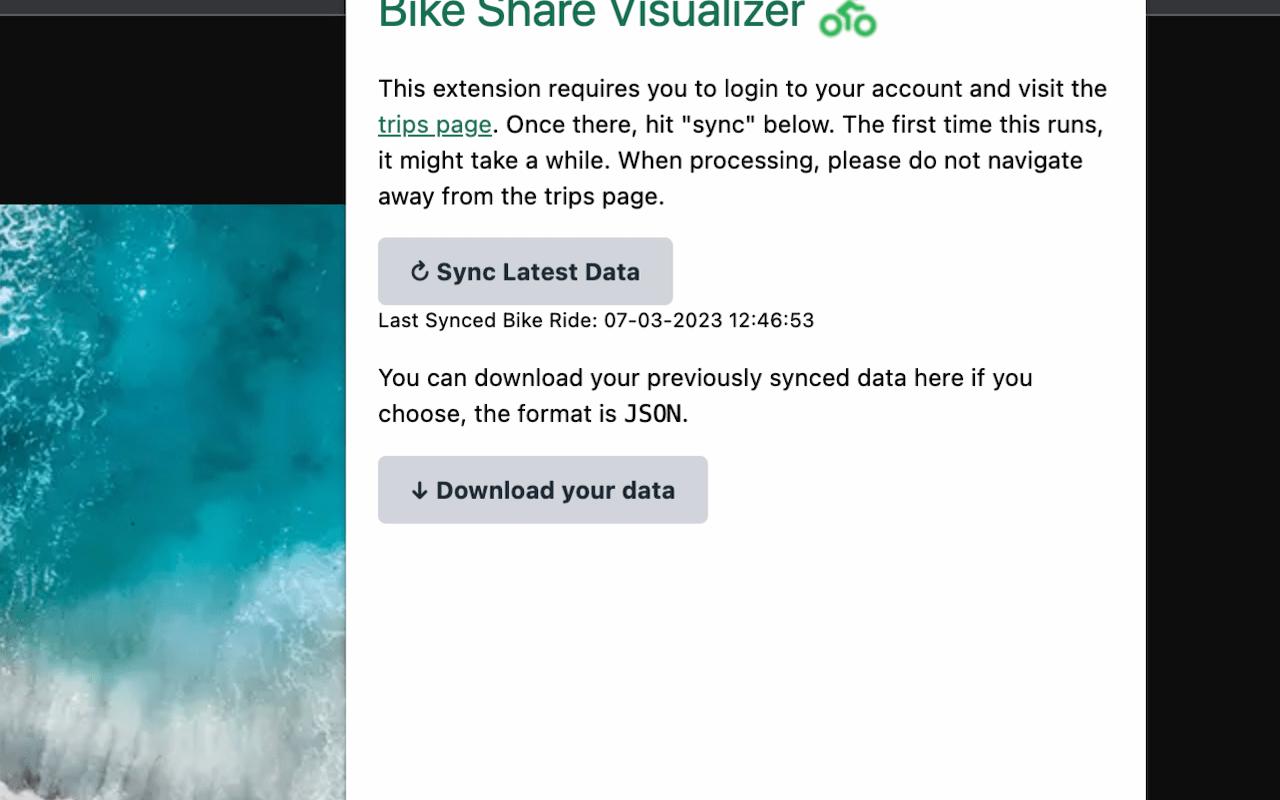 Bike Share Visualizer
This extension requires you to login to your account and visit the
trips page. Once there, hit "sync" below. The first time this runs,
it might take a while. When processing, please do not navigate
away from the trips page.
↻ Sync Latest Data
Last Synced Bike Ride: 07-03-2023 12:46:53
You can download your previously synced data here if you
choose, the format is JSON.
↓ Download your data